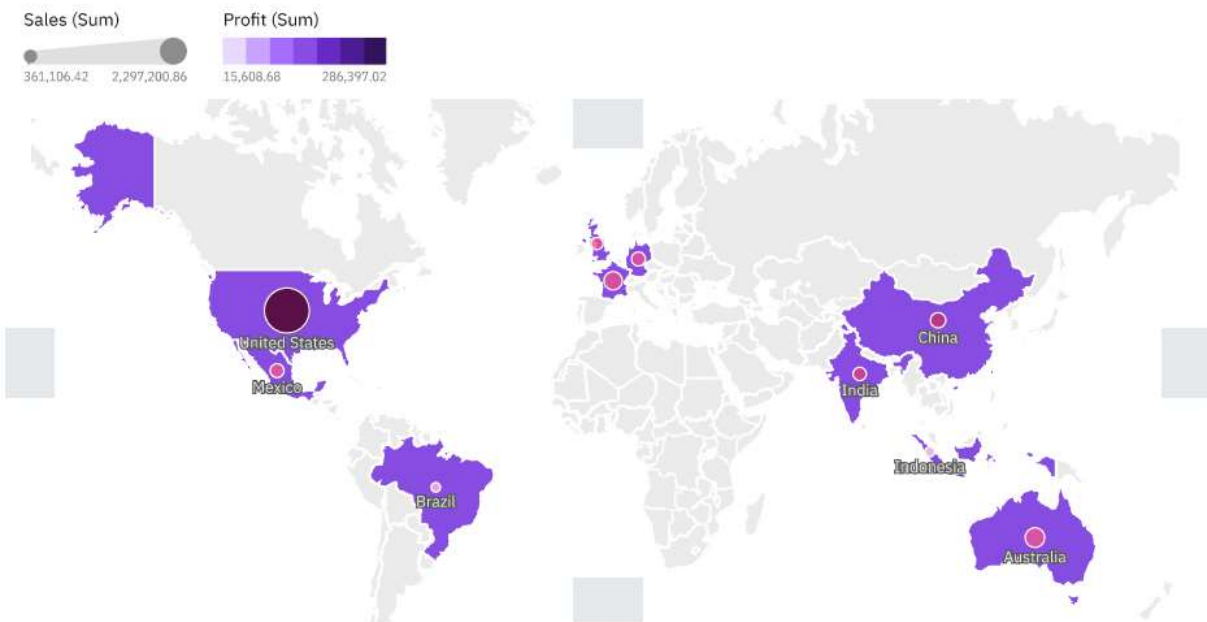 Sales (Sum)
Profit (Sum)
361,106.42
2,297,200.86
15,608.68
286,397.02
United States
Mexico
China
India
Indonesia
Brazil
Australia